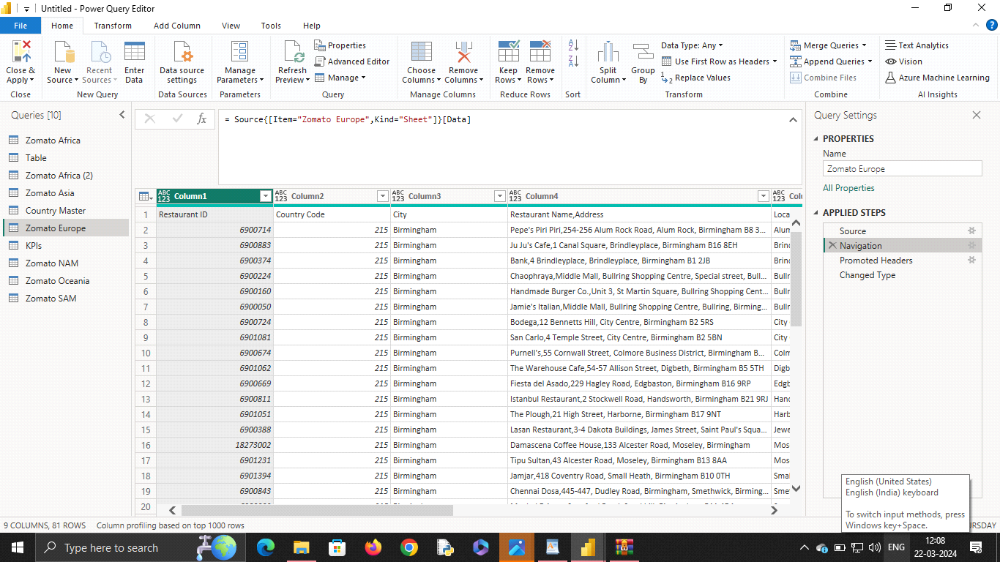 Untitled - Power Query Editor
File Home Transform Add Column View Tools Help
Close & Apply
New Source
Recent Sources
Enter Data
Data source settings
Manage Parameters
Refresh Preview
Properties
Advanced Editor
Manage
Choose Columns
Remove Columns
Keep Rows
Remove Rows
Split Column
Group By
Data Type: Any
Use First Row as Headers
Replace Values
Merge Queries
Append Queries
Combine Files
Text Analytics
Vision
Azure Machine Learning
Close New Query Data Sources Parameters Query Manage Columns Reduce Rows Sort Transform Combine AI Insights
Queries [10]
Zomato Africa
Table
Zomato Africa (2)
Zomato Asia
Country Master
Zomato Europe
KPIs
Zomato NAM
Zomato Oceania
Zomato SAM
fx
= Source{[Item="Zomato Europe",Kind="Sheet"]}[Data]
ABC 123 Column1 ABC 123 Column2 ABC 123 Column3 ABC 123 Column4 ABC 123
1 Restaurant ID Country Code City Restaurant Name,Address Loca
2 6900714 215 Birmingham Pepe's Piri Piri,254-256 Alum Rock Road, Alum Rock, Birmingham B8 3... Alum
3 6900883 215 Birmingham Ju Ju's Cafe,1 Canal Square, Brindleyplace, Birmingham B16 8EH Brind
4 6900374 215 Birmingham Bank,4 Brindleyplace, Brindleyplace, Birmingham B1 2JB Brind
5 6900224 215 Birmingham Chaophraya,Middle Mall, Bullring Shopping Centre, Special street, Bull... Bullr
6 6900160 215 Birmingham Handmade Burger Co.,Unit 3, St Martin Square, Bullring Shopping Cent... Bullr
7 6900050 215 Birmingham Jamie's Italian,Middle Mall, Bullring Shopping Centre, Bullring, Birming... Bullr
8 6900724 215 Birmingham Bodega,12 Bennetts Hill, City Centre, Birmingham B2 5RS City
9 6901081 215 Birmingham San Carlo,4 Temple Street, City Centre, Birmingham B2 5BN City
10 6900674 215 Birmingham Purnell's,55 Cornwall Street, Colmore Business District, Birmingham B... Colm
11 6901062 215 Birmingham The Warehouse Cafe,54-57 Allison Street, Digbeth, Birmingham B5 5TH Digb
12 6900669 215 Birmingham Fiesta del Asado,229 Hagley Road, Edgbaston, Birmingham B16 9RP Edgb
13 6900811 215 Birmingham Istanbul Restaurant,2 Stockwell Road, Handsworth, Birmingham B21 9RJ Hand
14 6901051 215 Birmingham The Plough,21 High Street, Harborne, Birmingham B17 9NT Harb
15 6900388 215 Birmingham Lasan Restaurant,3-4 Dakota Buildings, James Street, Saint Paul's Squa... Jewe
16 18273002 215 Birmingham Damascena Coffee House,133 Alcester Road, Moseley, Birmingham Mos
17 6901231 215 Birmingham Tipu Sultan,43 Alcester Road, Moseley, Birmingham B13 8AA Mos
18 6901394 215 Birmingham Jamjar,418 Coventry Road, Small Heath, Birmingham B10 0TH Smal
19 6900843 215 Birmingham Chennai Dosa,445-447, Dudley Road, Birmingham, Smethwick, Birming... Sme
20
Query Settings
PROPERTIES
Name
Zomato Europe
All Properties
APPLIED STEPS
Source
Navigation
Promoted Headers
Changed Type
English (United States)
English (India) keyboard
To switch input methods, press
Windows key+Space.
9 COLUMNS, 81 ROWS Column profiling based on top 1000 rows
Type here to search
ENG
12:08
22-03-2024